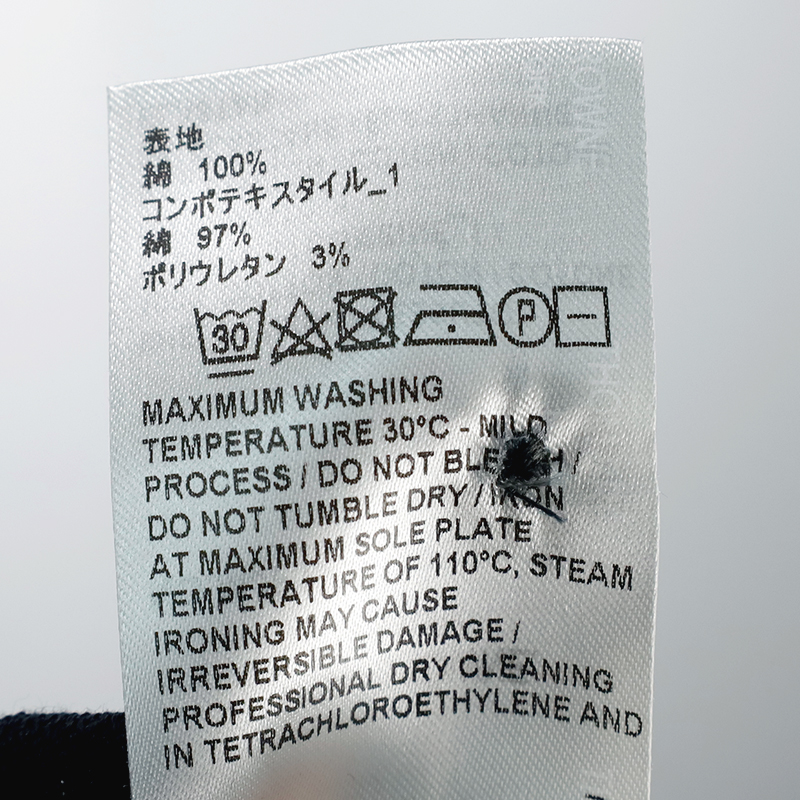 表地
綿 100%
コンポテキスタイル_1
綿 97%
ポリウレタン 3%
30 P
MAXIMUM WASHING
TEMPERATURE 30°C - MILD
PROCESS / DO NOT BLEACH /
DO NOT TUMBLE DRY / IRON
AT MAXIMUM SOLE PLATE
TEMPERATURE OF 110°C, STEAM
IRONING MAY CAUSE
IRREVERSIBLE DAMAGE /
PROFESSIONAL DRY CLEANING
IN TETRACHLOROETHYLENE AND